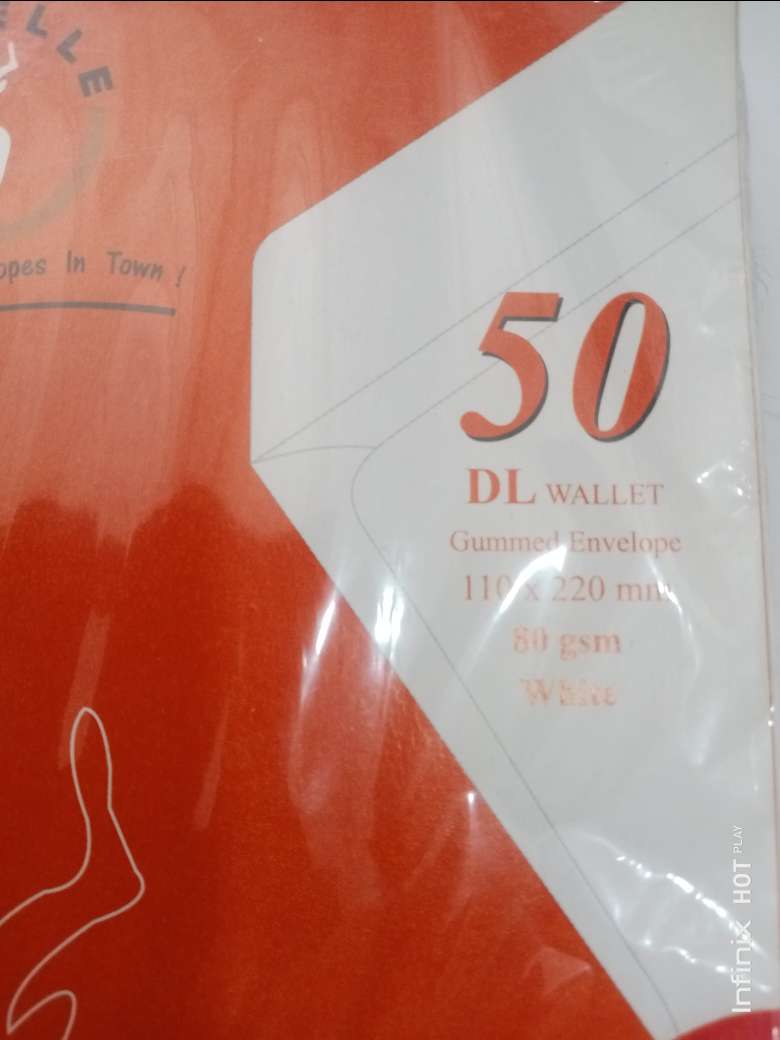 ELLE
opes In Town !
50
DL WALLET
Gummed Envelope
110 x 220 mm
80 gsm
White
Infinix HOT PLAY